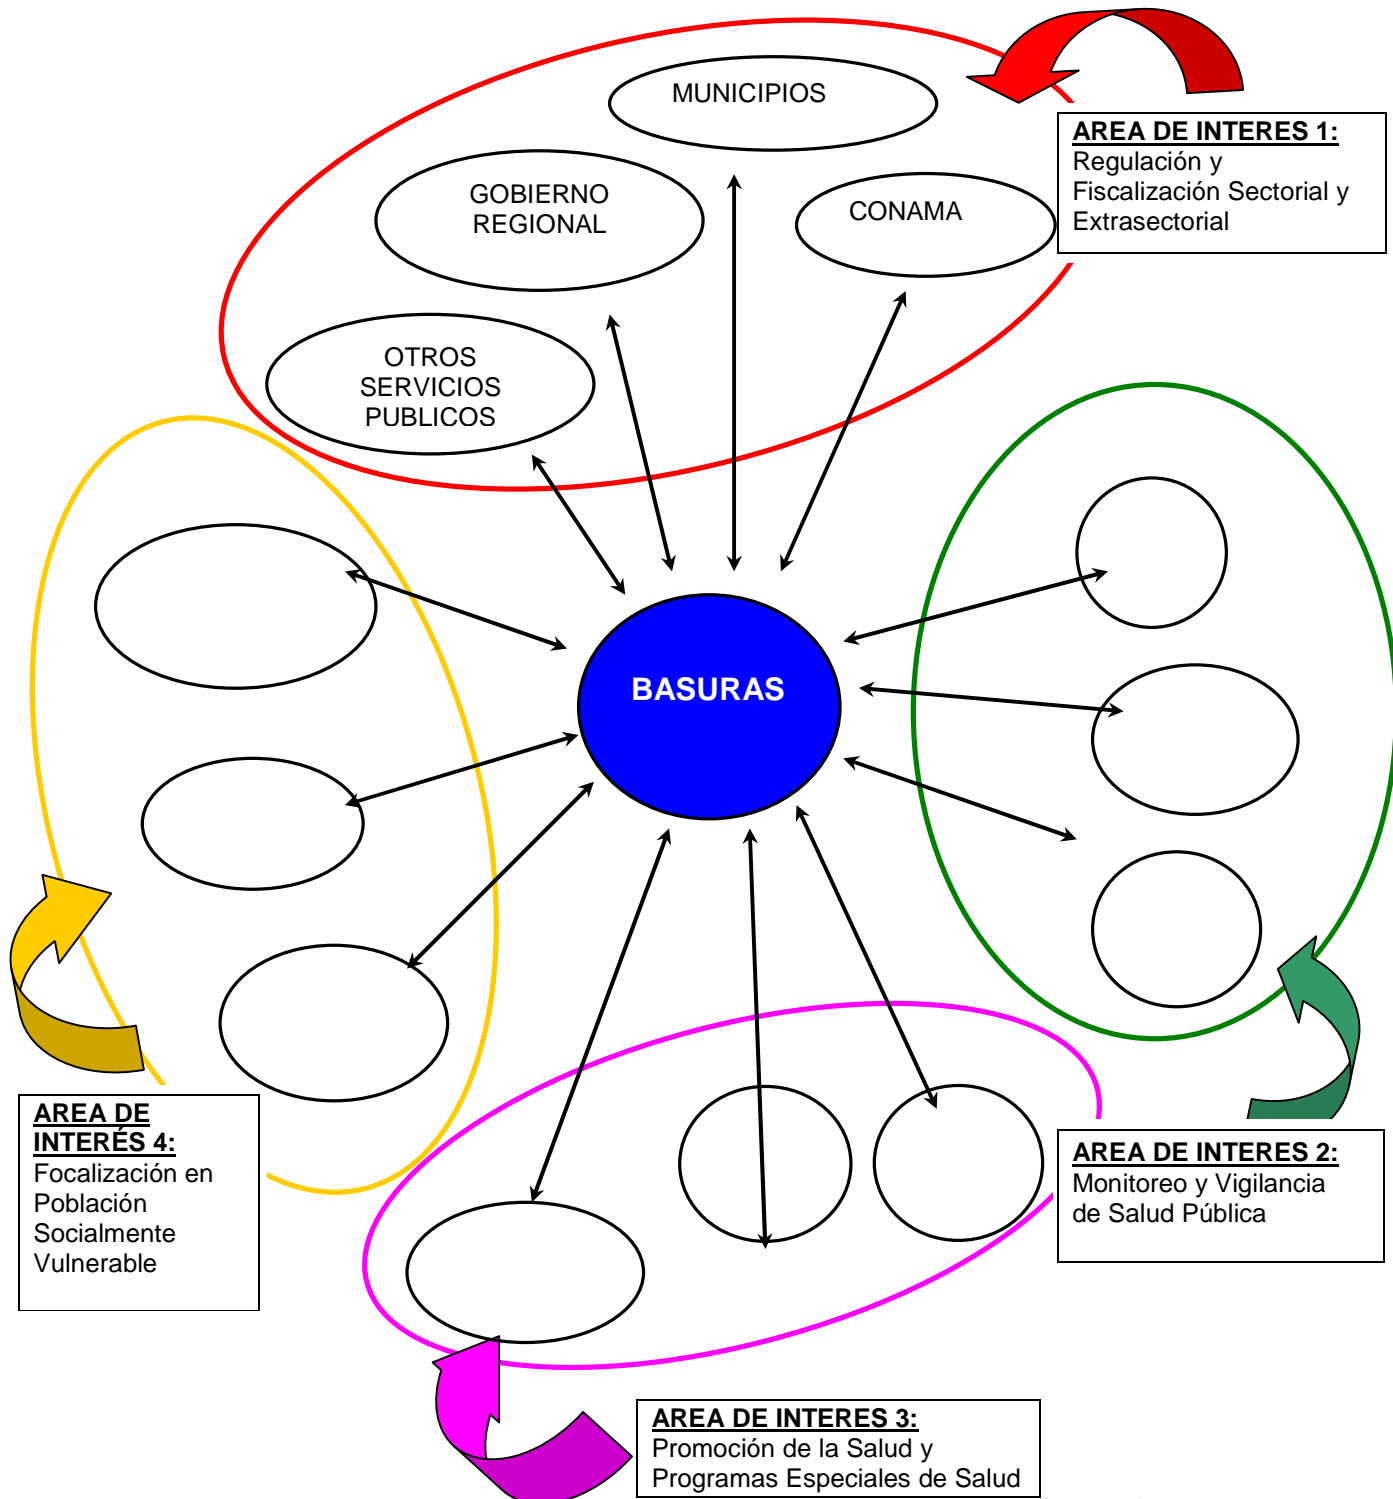 MUNICIPIOS
AREA DE INTERES 1:
Regulación y
Fiscalización Sectorial y
Extrasectorial
GOBIERNO
REGIONAL
CONAMA
OTROS
SERVICIOS
PUBLICOS
BASURAS
AREA DE
INTERÉS 4:
Focalización en
Población
Socialmente
Vulnerable
AREA DE INTERES 2:
Monitoreo y Vigilancia
de Salud Pública
AREA DE INTERES 3:
Promoción de la Salud y
Programas Especiales de Salud